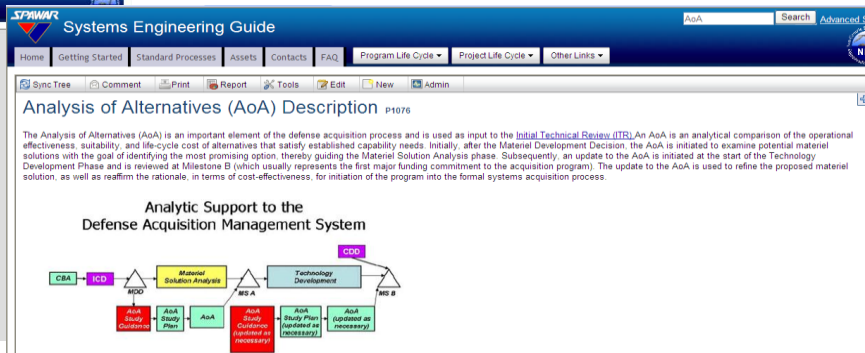 SPAWAR
Systems Engineering Guide
AoA
Search
Advanced S
Home
Getting Started
Standard Processes
Assets
Contacts
FAQ
Program Life Cycle
Project Life Cycle
Other Links
N
Sync Tree
Comment
Print
Report
Tools
Edit
New
Admin
Analysis of Alternatives (AoA) Description P1076
The Analysis of Alternatives (AoA) is an important element of the defense acquisition process and is used as input to the Initial Technical Review (ITR).An AoA is an analytical comparison of the operational
effectiveness, suitability, and life-cycle cost of alternatives that satisfy established capability needs. Initially, after the Materiel Development Decision, the AoA is initiated to examine potential materiel
solutions with the goal of identifying the most promising option, thereby guiding the Materiel Solution Analysis phase. Subsequently, an update to the AoA is initiated at the start of the Technology
Development Phase and is reviewed at Milestone B (which usually represents the first major funding commitment to the acquisition program). The update to the AoA is used to refine the proposed materiel
solution, as well as reaffirm the rationale, in terms of cost-effectiveness, for initiation of the program into the formal systems acquisition process.
Analytic Support to the
Defense Acquisition Management System
CDD
CBA
ICD
MDD
Materiel
Solution Analysis
MS A
Technology
Development
MS B
AoA
Study
Guidance
AoA
Study
Plan
AoA
AoA
Study
Guidance
(updated as
necessary)
AoA
Study Plan
(updated as
necessary)
AoA
(updated as
necessary)